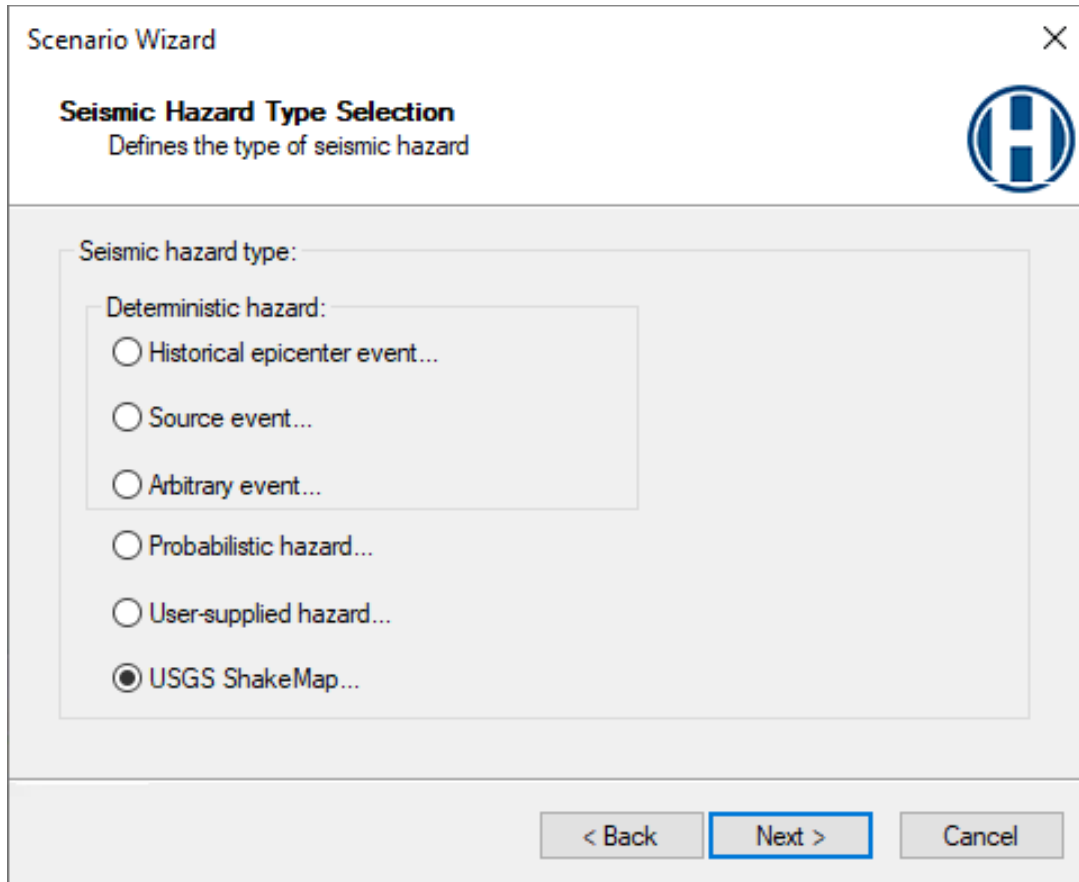 Scenario Wizard
Seismic Hazard Type Selection
Defines the type of seismic hazard
Seismic hazard type:
Deterministic hazard:
Historical epicenter event...
Source event...
Arbitrary event...
Probabilistic hazard...
User-supplied hazard...
USGS ShakeMap...
< Back Next > Cancel